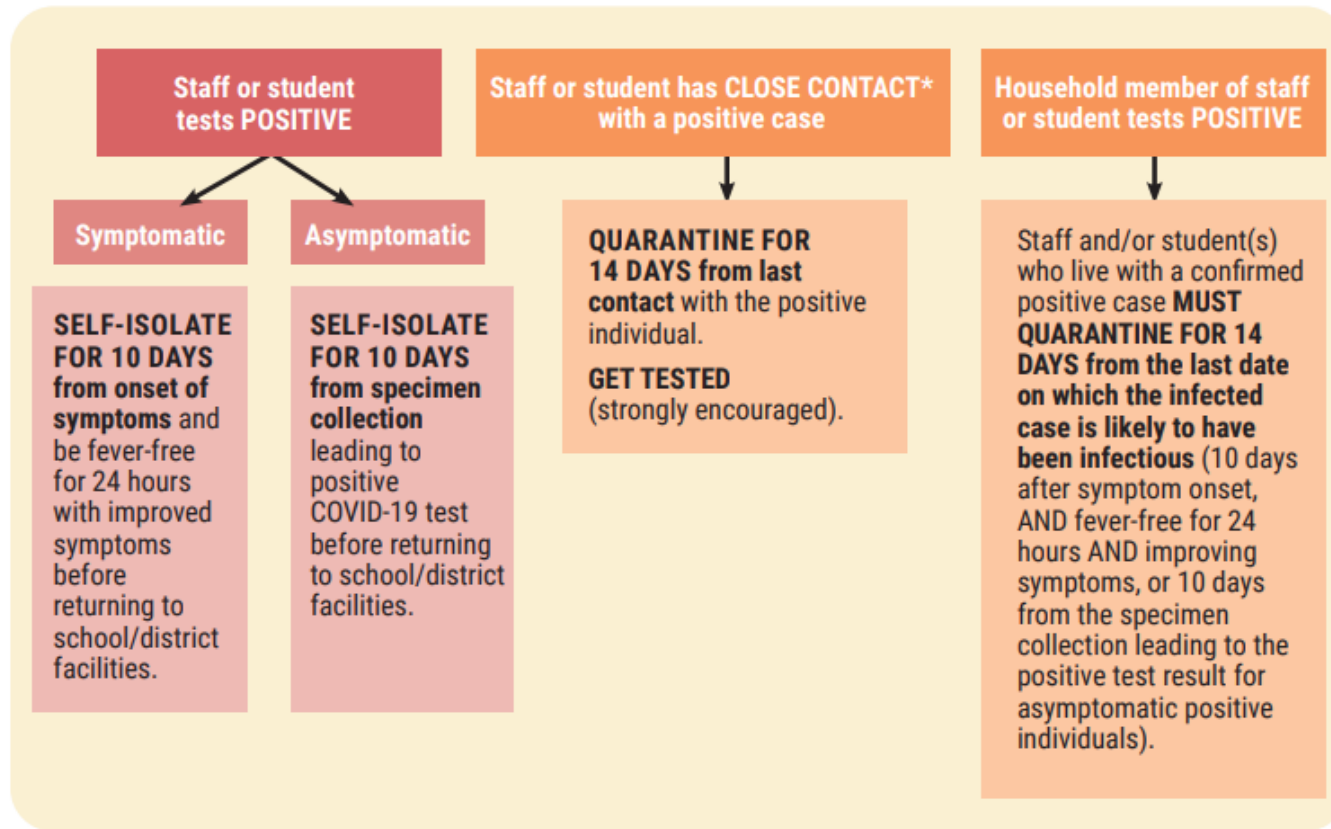 Staff or student
tests POSITIVE
Symptomatic
SELF-ISOLATE
FOR 10 DAYS
from onset of
symptoms and
be fever-free
for 24 hours
with improved
symptoms
before
returning to
school/district
facilities.
Asymptomatic
SELF-ISOLATE
FOR 10 DAYS
from specimen
collection
leading to
positive
COVID-19 test
before returning
to school/district
facilities.
Staff or student has CLOSE CONTACT*
with a positive case
QUARANTINE FOR
14 DAYS from last
contact with the positive
individual.
GET TESTED
(strongly encouraged).
Household member of staff
or student tests POSITIVE
Staff and/or student(s)
who live with a confirmed
positive case MUST
QUARANTINE FOR 14
DAYS from the last date
on which the infected
case is likely to have
been infectious (10 days
after symptom onset,
AND fever-free for 24
hours AND improving
symptoms, or 10 days
from the specimen
collection leading to the
positive test result for
asymptomatic positive
individuals).